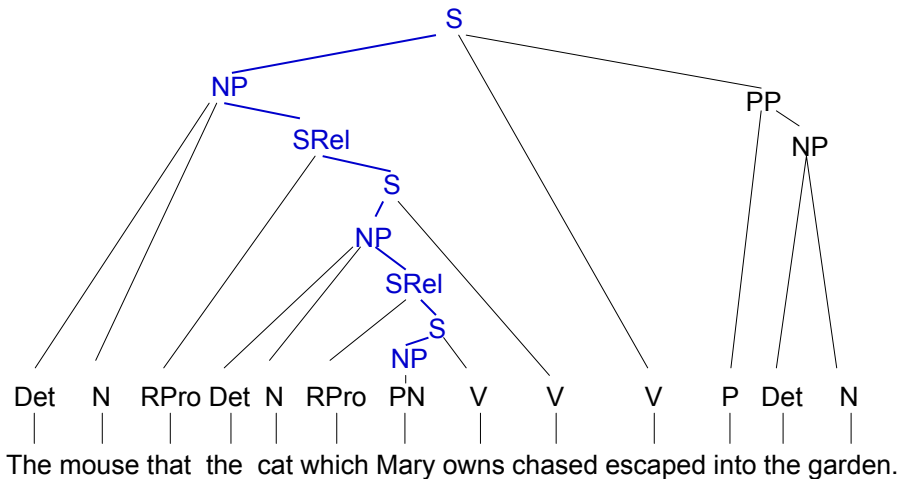 S
NP
PP
SRel
NP
S
NP
SRel
S
NP
Det N RPro Det N RPro PN V V V P Det N
The mouse that the cat which Mary owns chased escaped into the garden.